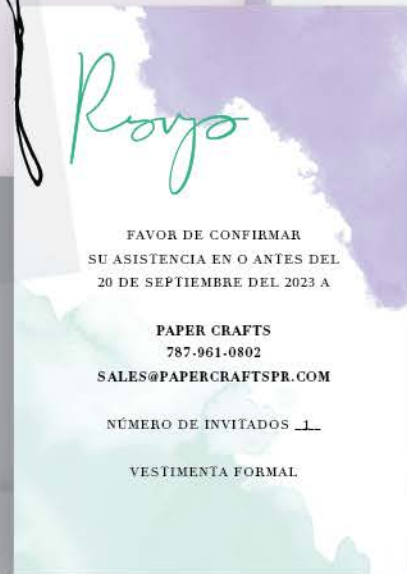 Rsvp
FAVOR DE CONFIRMAR
SU ASISTENCIA EN O ANTES DEL
20 DE SEPTIEMBRE DEL 2023 A
PAPER CRAFTS
787-961-0802
SALES@PAPERCRAFTSPR.COM
NÚMERO DE INVITADOS _1_
VESTIMENTA FORMAL